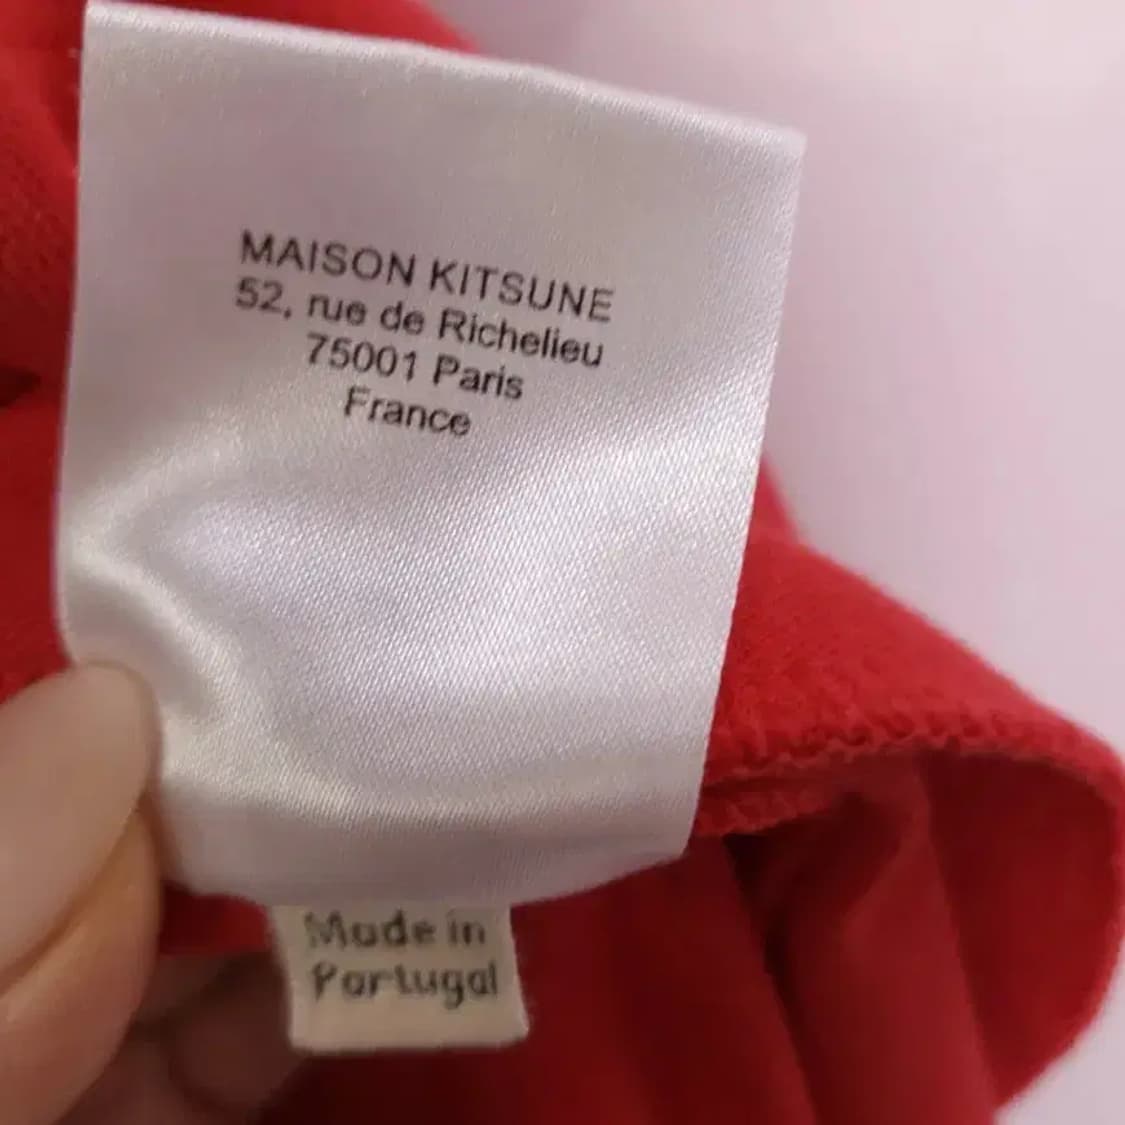 MAISON KITSUNE
52, rue de Richelieu
75001 Paris
France
Made in
Portugal